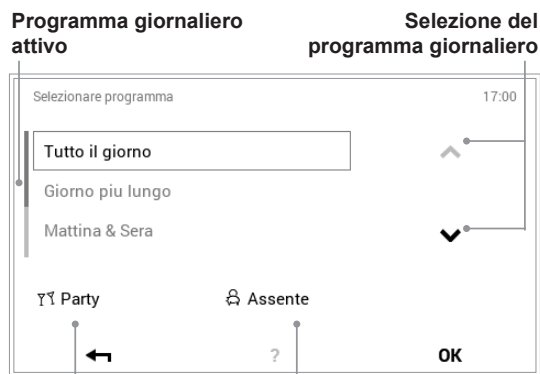 Programma giornaliero
attivo
Selezione del
programma giornaliero
Selezionare programma 17:00
Tutto il giorno
Giorno piu lungo
Mattina & Sera
Party Assente
? OK